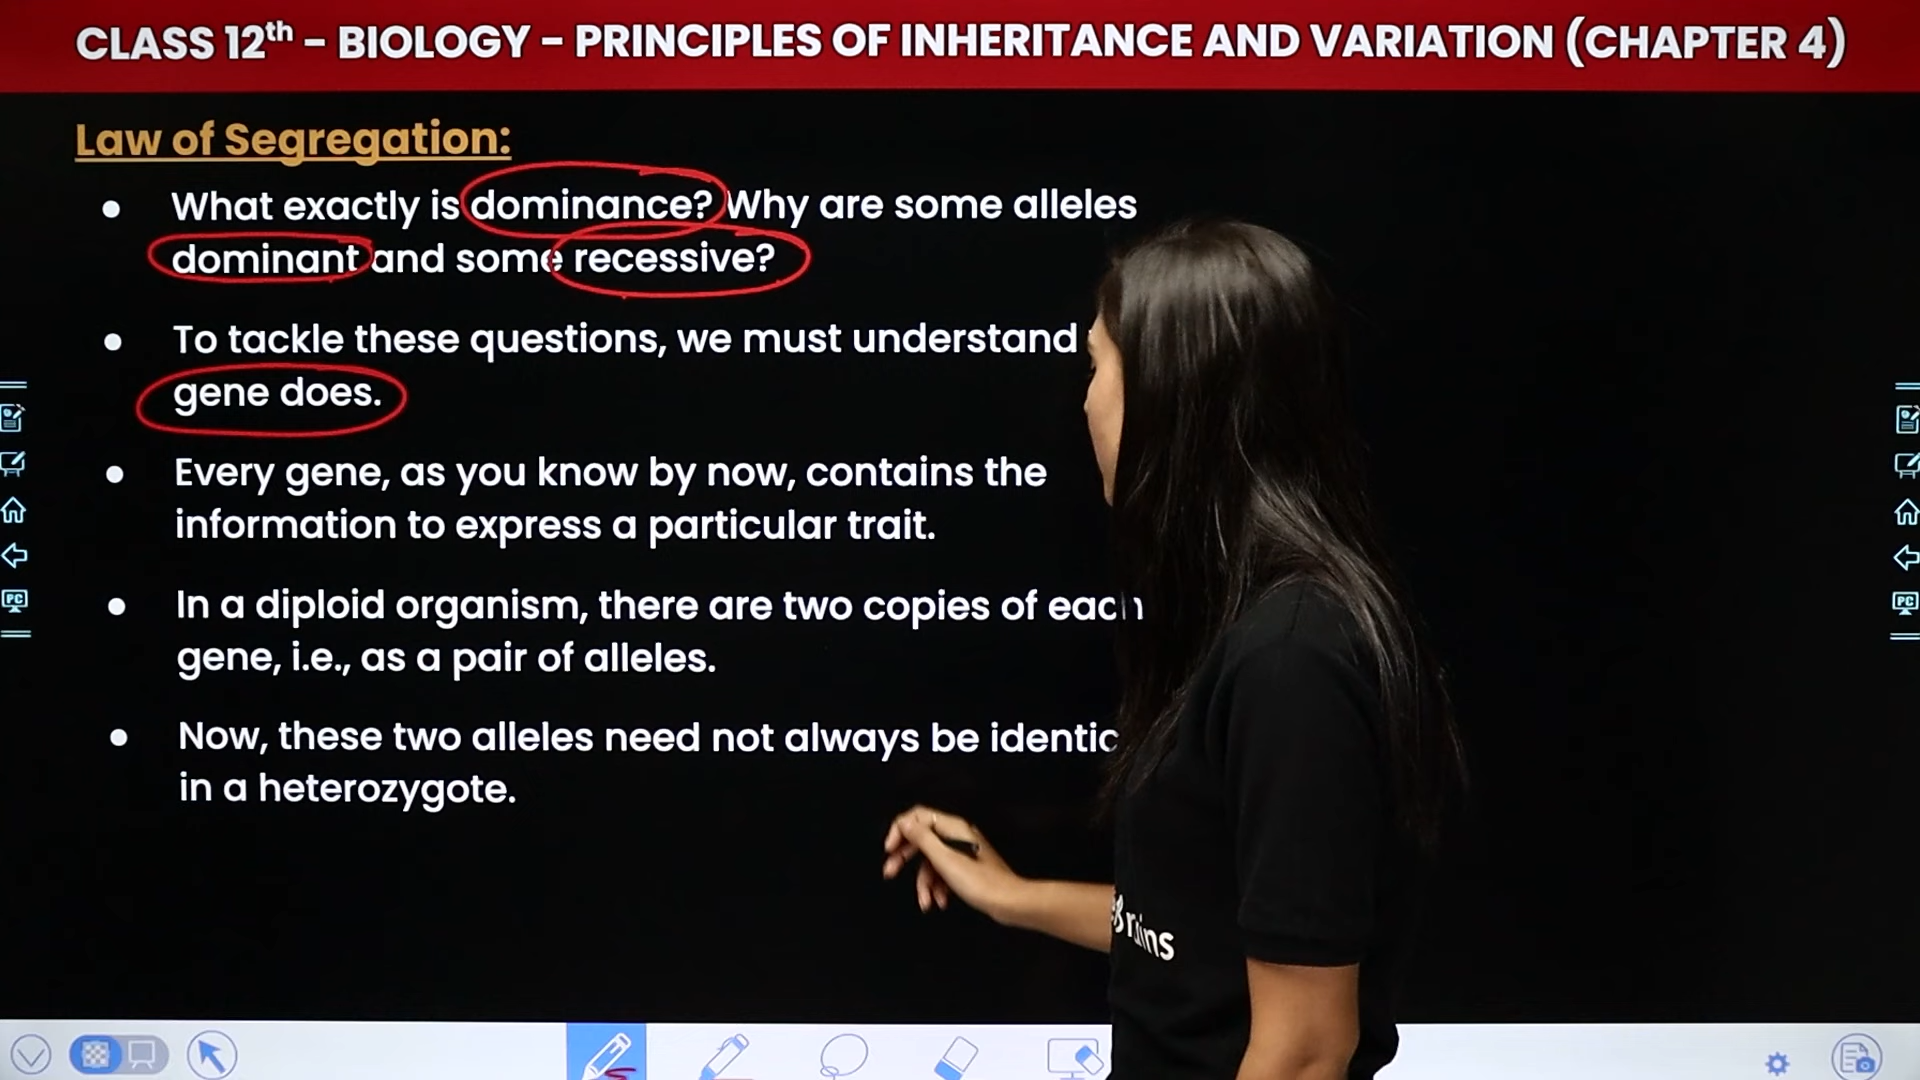 CLASS 12th – BIOLOGY – PRINCIPLES OF INHERITANCE AND VARIATION (CHAPTER 4)
Law of Segregation:
● What exactly is dominance? Why are some alleles
dominant and some recessive?
● To tackle these questions, we must understand
gene does.
● Every gene, as you know by now, contains the
information to express a particular trait.
● In a diploid organism, there are two copies of each
gene, i.e., as a pair of alleles.
● Now, these two alleles need not always be
in a heterozygote.
PC
PC